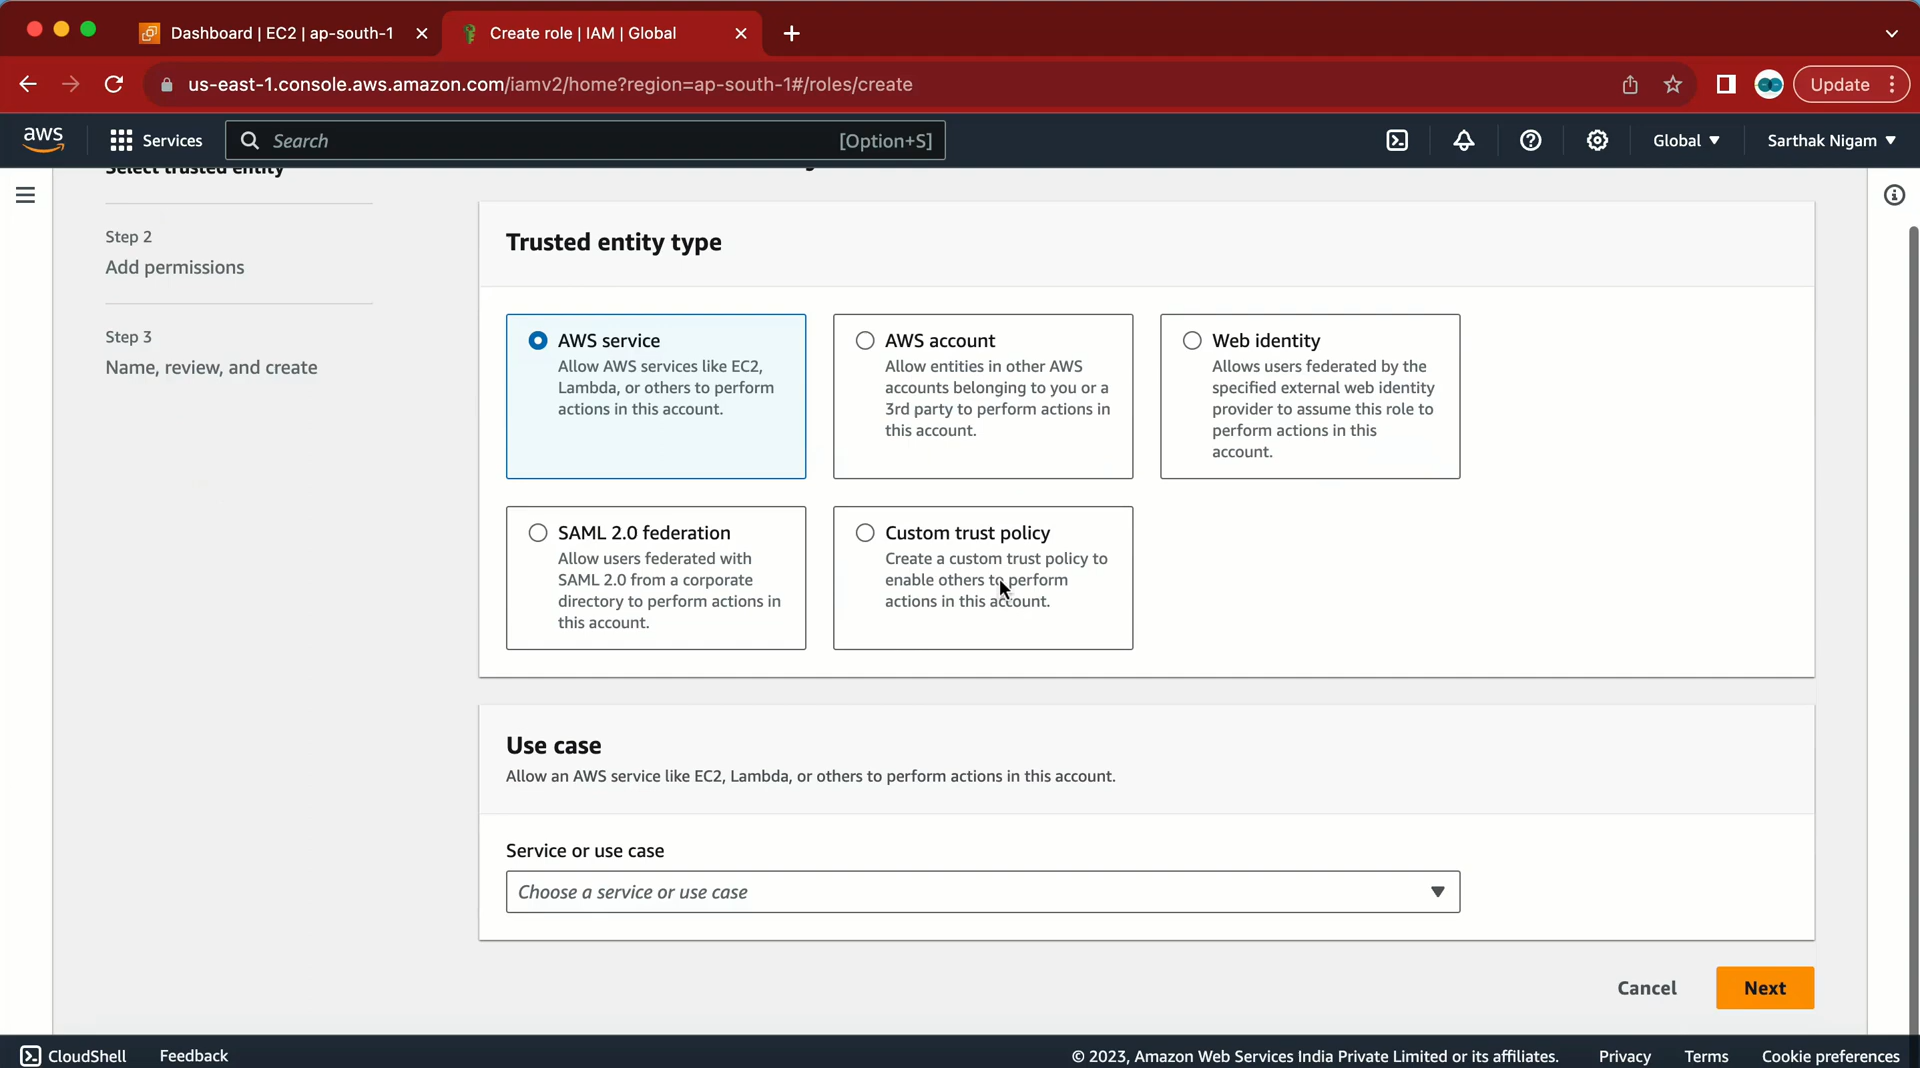 Dashboard | EC2 | ap-south-1
Create role | IAM | Global
us-east-1.console.aws.amazon.com/iamv2/home?region=ap-south-1#/roles/create
Update
aws
Services
Search
[Option+S]
Global
Sarthak Nigam
Select trusted entity
Step 2
Add permissions
Step 3
Name, review, and create
Trusted entity type
AWS service
Allow AWS services like EC2,
Lambda, or others to perform
actions in this account.
AWS account
Allow entities in other AWS
accounts belonging to you or a
3rd party to perform actions in
this account.
Web identity
Allows users federated by the
specified external web identity
provider to assume this role to
perform actions in this
account.
SAML 2.0 federation
Allow users federated with
SAML 2.0 from a corporate
directory to perform actions in
this account.
Custom trust policy
Create a custom trust policy to
enable others to perform
actions in this account.
Use case
Allow an AWS service like EC2, Lambda, or others to perform actions in this account.
Service or use case
Choose a service or use case
Cancel
Next
CloudShell
Feedback
© 2023, Amazon Web Services India Private Limited or its affiliates.
Privacy
Terms
Cookie preferences